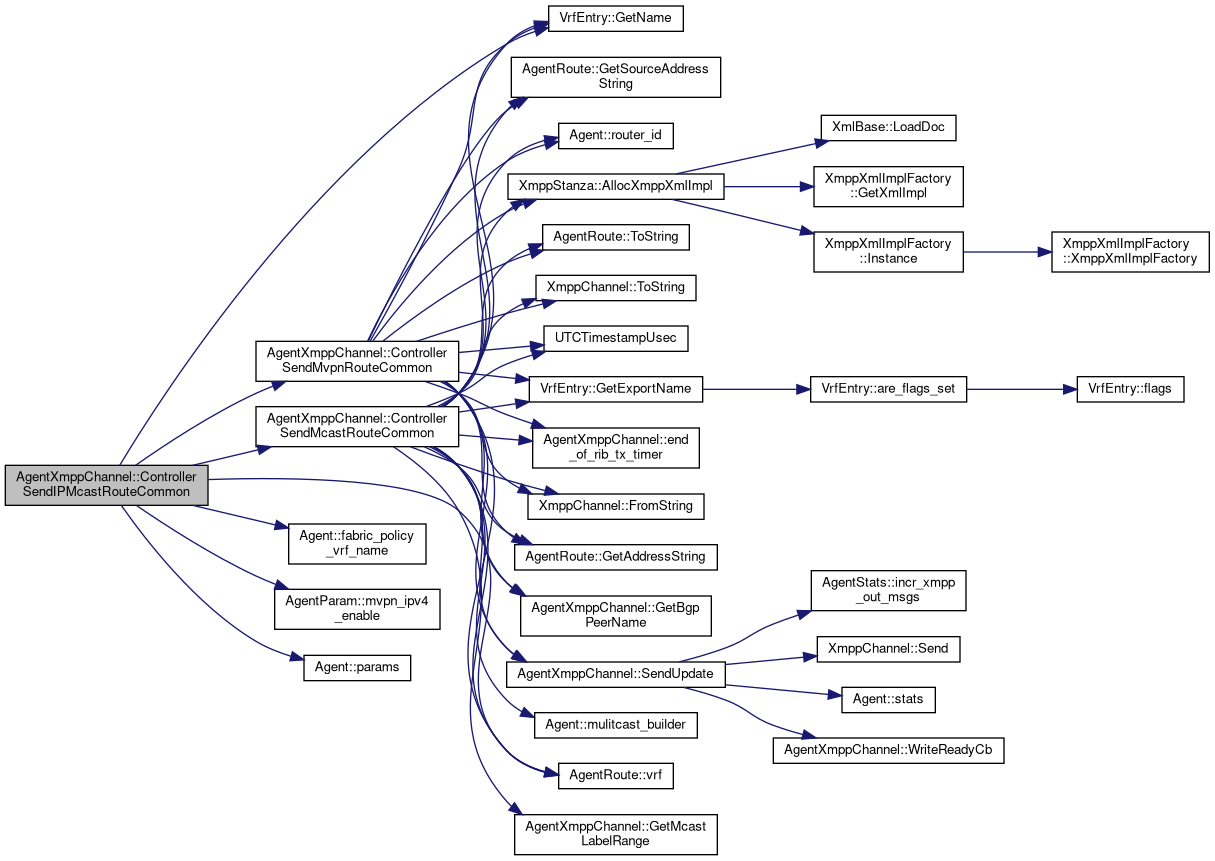 VrfEntry::GetName
AgentRoute::GetSourceAddress
String
Agent::router_id
XmppStanza::AllocXmppXmlImpl
XmlBase::LoadDoc
XmppXmlImplFactory
::GetXmlImpl
XmppXmlImplFactory
::Instance
XmppXmlImplFactory
::XmppXmlImplFactory
AgentRoute::ToString
XmppChannel::ToString
UTCTimestampUsec
AgentXmppChannel::Controller
SendMvpnRouteCommon
VrfEntry::GetExportName
VrfEntry::are_flags_set
VrfEntry::flags
AgentXmppChannel::Controller
SendMcastRouteCommon
AgentXmppChannel::end
_of_rib_tx_timer
AgentXmppChannel::Controller
SendIPMcastRouteCommon
XmppChannel::FromString
Agent::fabric_policy
_vrf_name
AgentRoute::GetAddressString
AgentParam::mvpn_ipv4
_enable
AgentXmppChannel::GetBgp
PeerName
AgentStats::incr_xmpp
_out_msgs
XmppChannel::Send
Agent::params
AgentXmppChannel::SendUpdate
Agent::stats
Agent::mulitcast_builder
AgentXmppChannel::WriteReadyCb
AgentRoute::vrf
AgentXmppChannel::GetMcast
LabelRange